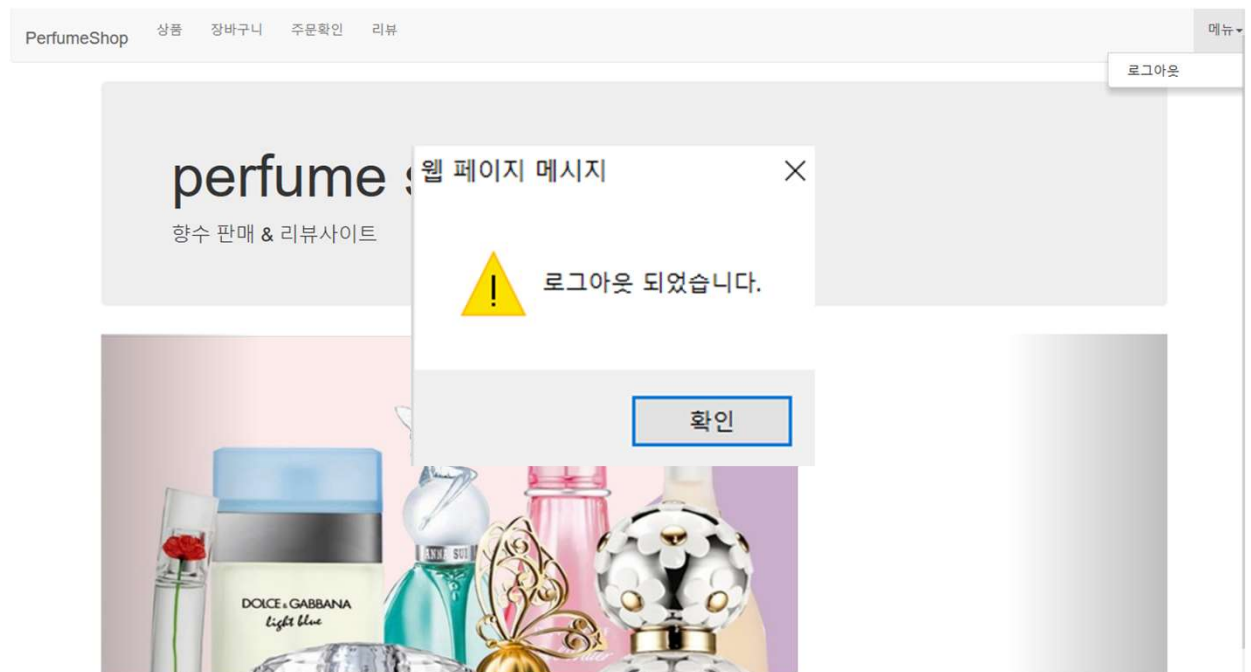 PerfumeShop 상품 장바구니 주문확인 리뷰 메뉴
로그아웃
perfume
향수 판매 & 리뷰사이트
웹 페이지 메시지
로그아웃 되었습니다.
확인
ANNA SUI
DOLCE & GABBANA
light blue